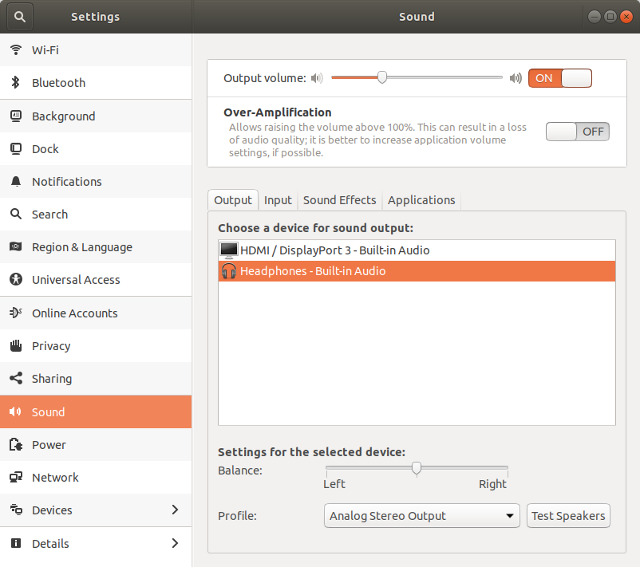 Settings
Sound
Wi-Fi
Bluetooth
Background
Dock
Notifications
Search
Region & Language
Universal Access
Online Accounts
Privacy
Sharing
Sound
Power
Network
Devices
Details
Output volume:
ON
Over-Amplification
Allows raising the volume above 100%. This can result in a loss
of audio quality; it is better to increase application volume
settings, if possible.
OFF
Output
Input
Sound Effects
Applications
Choose a device for sound output:
HDMI / DisplayPort 3 - Built-in Audio
Headphones - Built-in Audio
Settings for the selected device:
Balance:
Left
Right
Profile:
Analog Stereo Output
Test Speakers